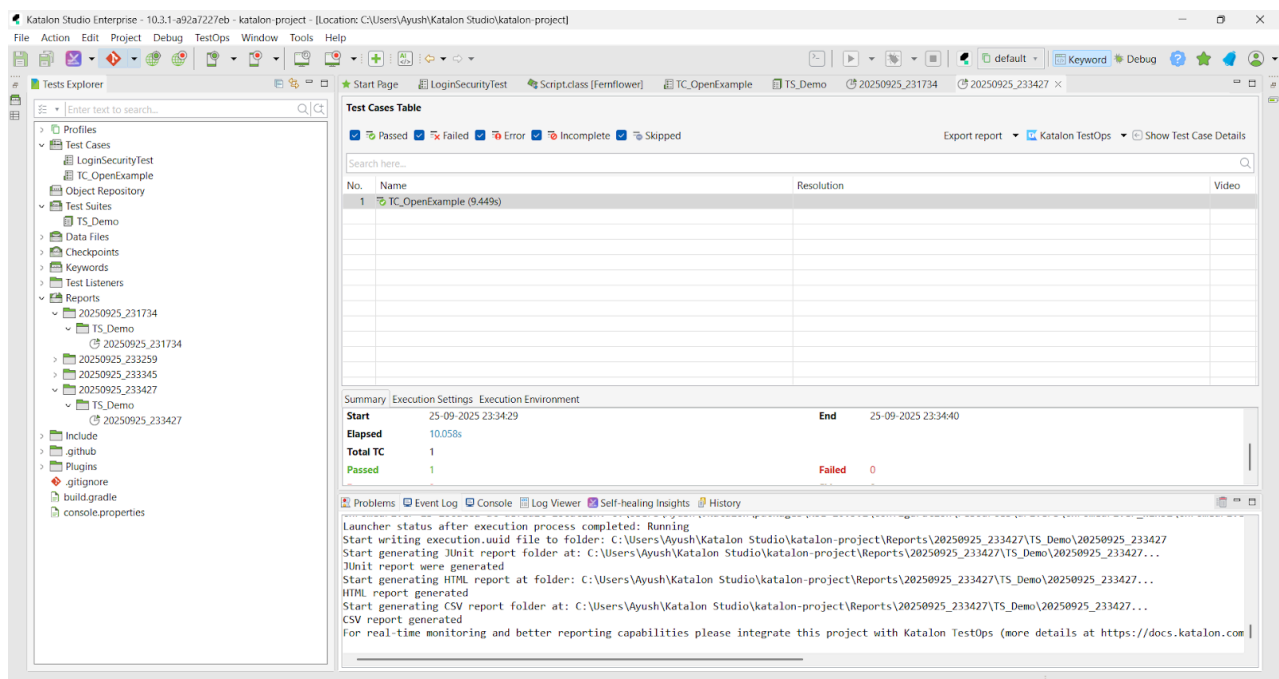 Katalon Studio Enterprise - 10.3.1-a92a7227eb - katalon-project - [Location: C:\Users\Ayush\Katalon Studio\katalon-project]
File Action Edit Project Debug TestOps Window Tools Help
default Keyword Debug
Tests Explorer
Enter text to search...
Profiles
Test Cases
LoginSecurityTest
TC_OpenExample
Object Repository
Test Suites
TS_Demo
Data Files
Checkpoints
Keywords
Test Listeners
Reports
20250925_231734
TS_Demo
20250925_231734
20250925_233259
20250925_233345
20250925_233427
TS_Demo
20250925_233427
Include
.github
Plugins
.gitignore
build.gradle
console.properties
Start Page LoginSecurityTest Script.class [Fernflower] TC_OpenExample TS_Demo 20250925_231734 20250925_233427
Test Cases Table
Passed Failed Error Incomplete Skipped Export report Katalon TestOps Show Test Case Details
Search here...
No. Name Resolution Video
1 TC_OpenExample (9.449s)
Summary Execution Settings Execution Environment
Start 25-09-2025 23:34:29 End 25-09-2025 23:34:40
Elapsed 10.058s
Total TC 1
Passed 1 Failed 0
Problems Event Log Console Log Viewer Self-healing Insights History
Launcher status after execution process completed: Running
Start writing execution.uuid file to folder: C:\Users\Ayush\Katalon Studio\katalon-project\Reports\20250925_233427\TS_Demo\20250925_233427
Start generating JUnit report folder at: C:\Users\Ayush\Katalon Studio\katalon-project\Reports\20250925_233427\TS_Demo\20250925_233427...
JUnit report were generated
Start generating HTML report at folder: C:\Users\Ayush\Katalon Studio\katalon-project\Reports\20250925_233427\TS_Demo\20250925_233427...
HTML report generated
Start generating CSV report folder at: C:\Users\Ayush\Katalon Studio\katalon-project\Reports\20250925_233427\TS_Demo\20250925_233427...
CSV report generated
For real-time monitoring and better reporting capabilities please integrate this project with Katalon TestOps (more details at https://docs.katalon.com